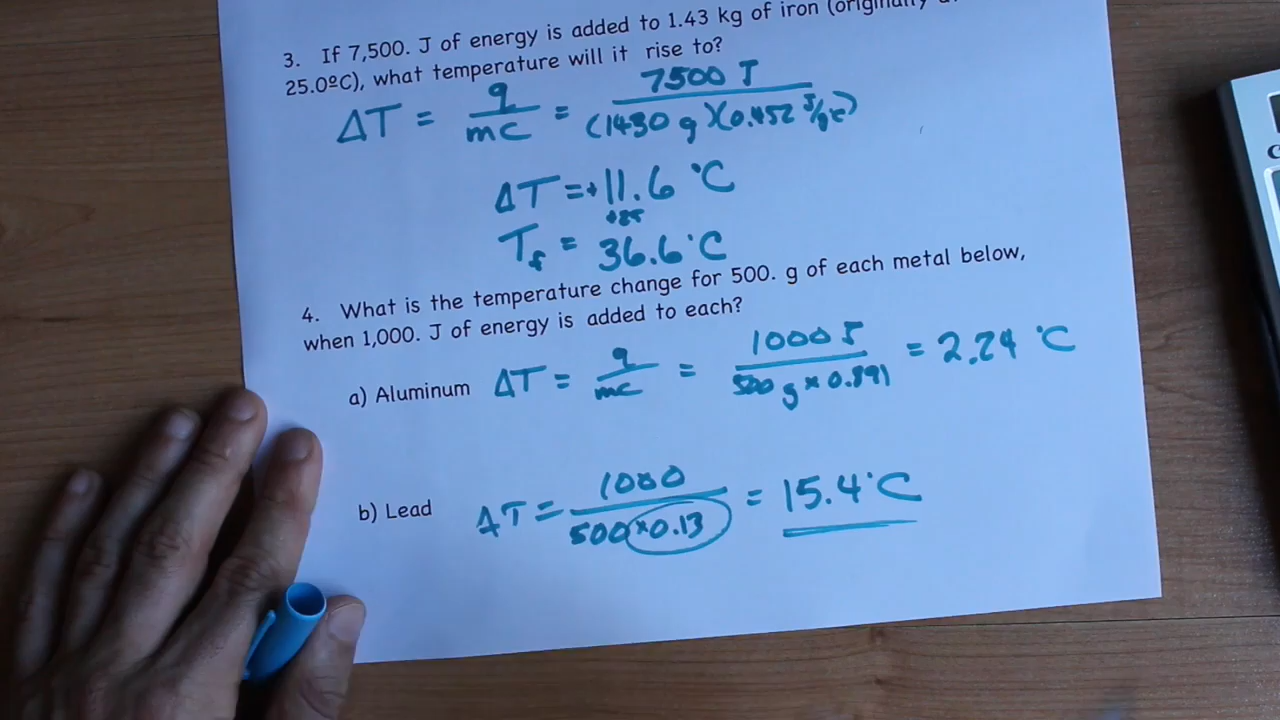 3. If 7,500. J of energy is added to 1.43 kg of iron (originally
25.0ºC), what temperature will it rise to?
ΔT = q/mc = 7500 J/(1430 g)(0.452 J/g°C)
ΔT = +11.6 °C
+25
Tf = 36.6 °C
4. What is the temperature change for 500. g of each metal below,
when 1,000. J of energy is added to each?
a) Aluminum ΔT = q/mc = 1000 J/500 g × 0.891 = 2.24 °C
b) Lead ΔT = 1000/500 × 0.13 = 15.4 °C